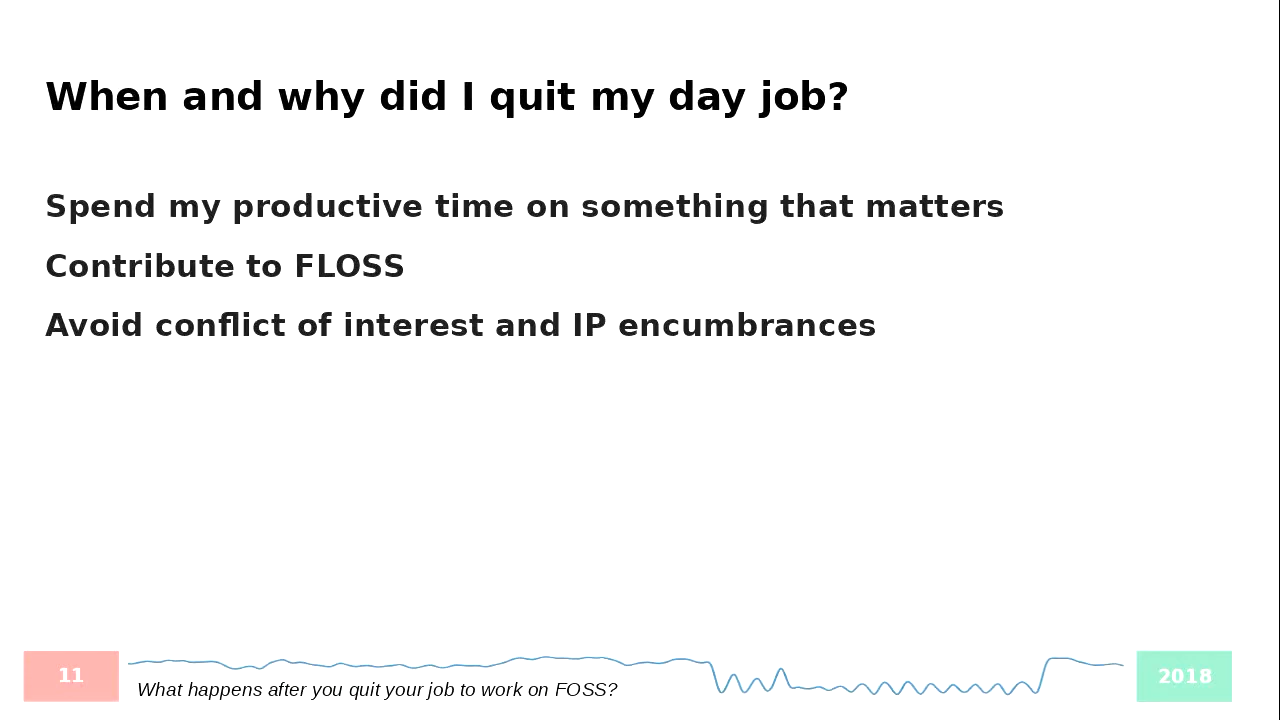 When and why did I quit my day job?
Spend my productive time on something that matters
Contribute to FLOSS
Avoid conflict of interest and IP encumbrances
11
What happens after you quit your job to work on FOSS?
2018